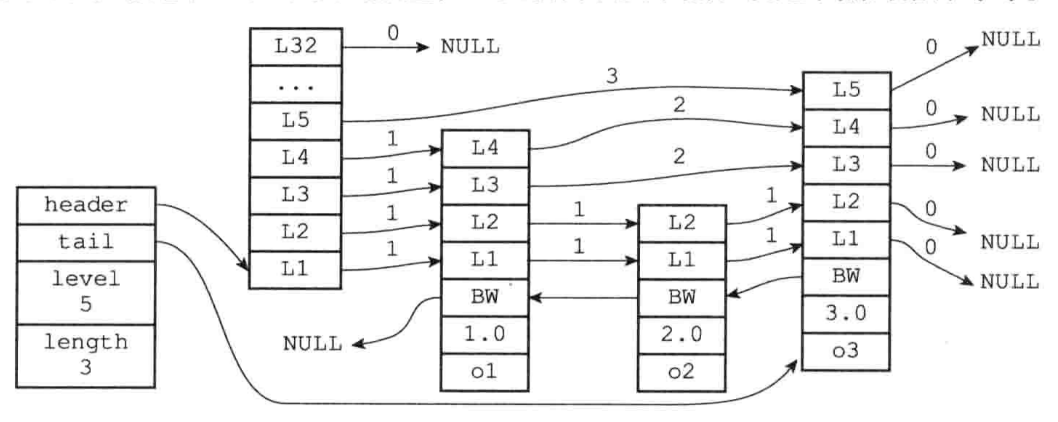 header
tail
level
5
length
3
L32
...
L5
L4
L3
L2
L1
0
NULL
3
1
1
1
1
L4
L3
L2
L1
BW
1.0
o1
NULL
2
2
1
1
L2
L1
BW
2.0
o2
1
1
L5
L4
L3
L2
L1
BW
3.0
o3
0
NULL
0
NULL
0
NULL
0
NULL
0
NULL